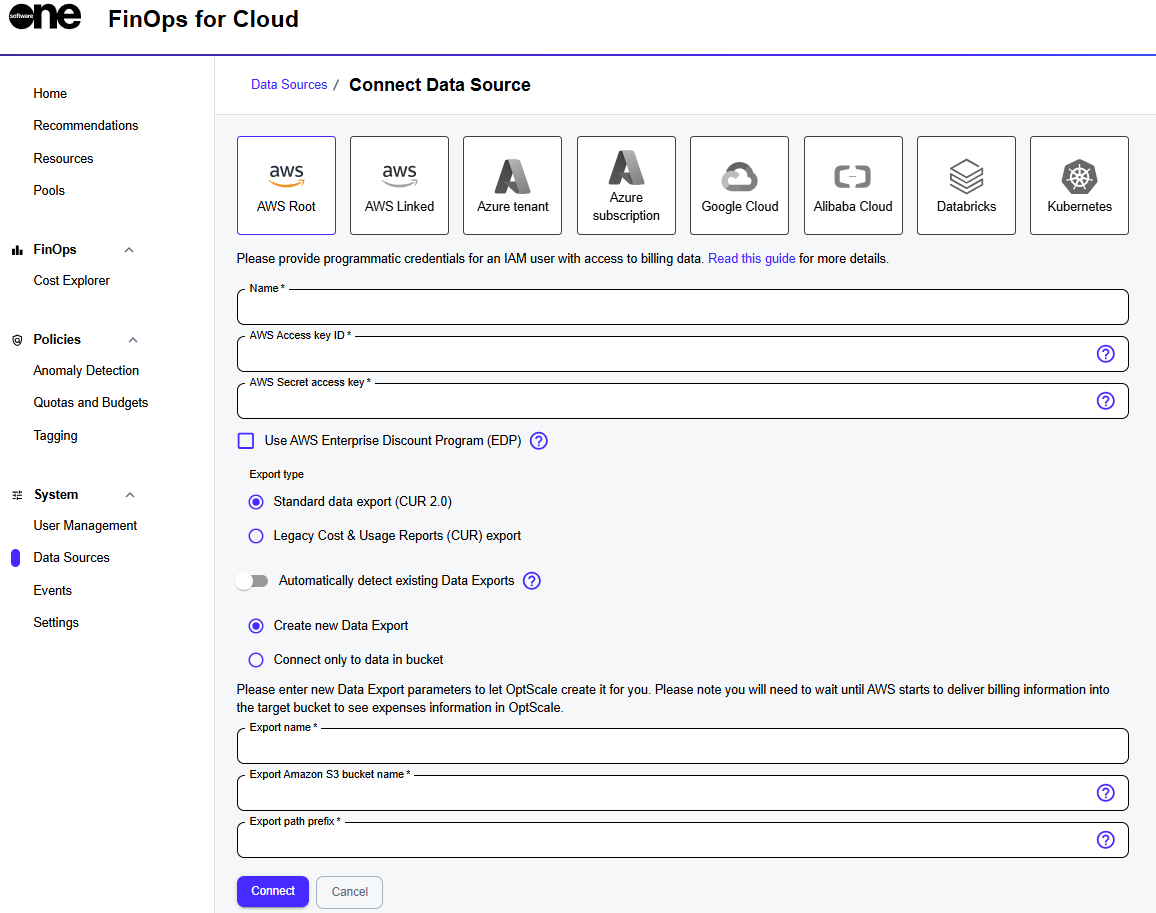 software one
FinOps for Cloud
Home
Recommendations
Resources
Pools
FinOps
Cost Explorer
Policies
Anomaly Detection
Quotas and Budgets
Tagging
System
User Management
Data Sources
Events
Settings
Data Sources / Connect Data Source
aws
AWS Root
aws
AWS Linked
Azure tenant
Azure
subscription
Google Cloud
Alibaba Cloud
Databricks
Kubernetes
Please provide programmatic credentials for an IAM user with access to billing data. Read this guide for more details.
Name *
AWS Access key ID *
?
AWS Secret access key *
?
Use AWS Enterprise Discount Program (EDP) ?
Export type
Standard data export (CUR 2.0)
Legacy Cost & Usage Reports (CUR) export
Automatically detect existing Data Exports ?
Create new Data Export
Connect only to data in bucket
Please enter new Data Export parameters to let OptScale create it for you. Please note you will need to wait until AWS starts to deliver billing information into
the target bucket to see expenses information in OptScale.
Export name *
Export Amazon S3 bucket name *
?
Export path prefix *
?
Connect
Cancel